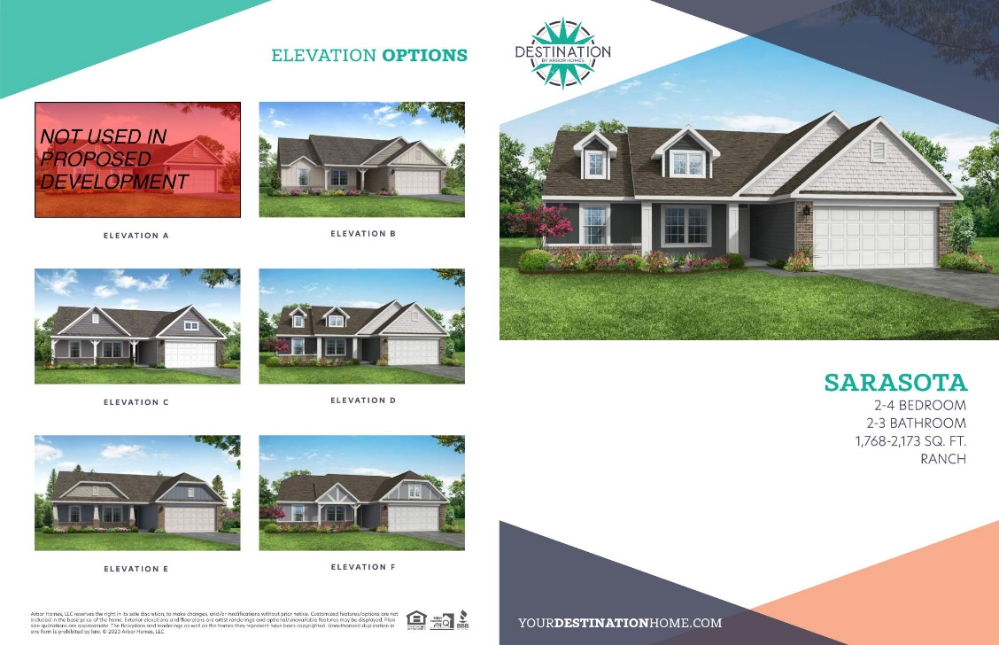 ELEVATION OPTIONS
NOT USED IN
PROPOSED
DEVELOPMENT
ELEVATION A
ELEVATION B
ELEVATION C
ELEVATION D
ELEVATION E
ELEVATION F
Arbor Homes, LLC reserves the right in its sole discretion, to make changes, and/or modifications without prior notice. Customized features/options are not
included in the base price of the home. Exterior elevations and floorplans are artist renderings and optional/unavailable features may be displayed. Plan
size quotations are approximate. The floorplans and renderings as well as the homes they represent have been copyrighted. Unauthorized duplication in
any form is prohibited by law. © 2020 Arbor Homes, LLC
BBB
DESTINATION
BY ARBOR HOMES
SARASOTA
2-4 BEDROOM
2-3 BATHROOM
1,768-2,173 SQ. FT.
RANCH
YOURDESTINATIONHOME.COM